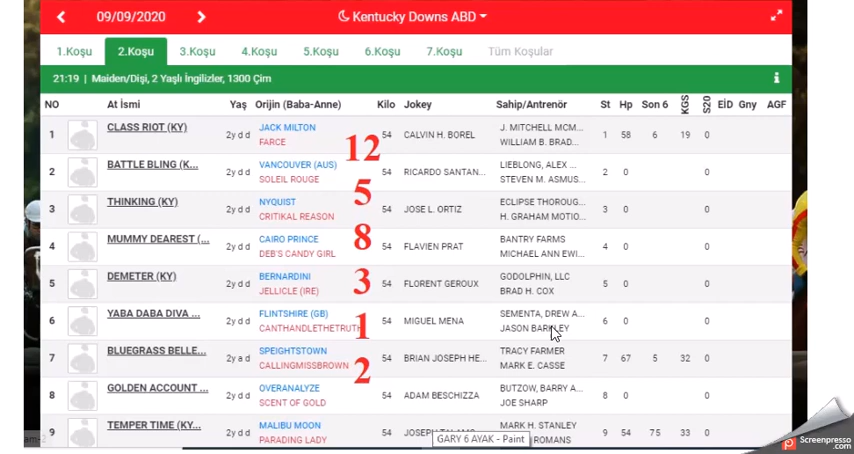 09/09/2020
Kentucky Downs ABD
1.Koşu 2.Koşu 3.Koşu 4.Koşu 5.Koşu 6.Koşu 7.Koşu Tüm Koşular
21:19 | Maiden/Dişi, 2 Yaşlı İngilizler, 1300 Çim
NO At İsmi Yaş Orijin (Baba-Anne) Kilo Jokey Sahip/Antrenör St Hp Son 6 KGS S20 EİD Gny AGF
1 CLASS RIOT (KY) 2y d d JACK MILTON 54 CALVIN H. BOREL J. MITCHELL MCM... 1 58 6 19 0
FARCE WILLIAM B. BRAD...
12
2 BATTLE BLING (K... 2y d d VANCOUVER (AUS) 54 RICARDO SANTAN... LIEBLONG, ALEX ... 2 0 0
SOLEIL ROUGE STEVEN M. ASMUS...
5
3 THINKING (KY) 2y d d NYQUIST 54 JOSE L. ORTIZ ECLIPSE THOROUG... 3 0 0
CRITIKAL REASON H. GRAHAM MOTIO...
8
4 MUMMY DEAREST (... 2y d d CAIRO PRINCE 54 FLAVIEN PRAT BANTRY FARMS 4 0 0
DEB'S CANDY GIRL MICHAEL ANN EWI...
3
5 DEMETER (KY) 2y d d BERNARDINI 54 FLORENT GEROUX GODOLPHIN, LLC 5 0 0
JELLICLE (IRE) BRAD H. COX
1
6 YABA DABA DIVA ... 2y d d FLINTSHIRE (GB) 54 MIGUEL MENA SEMENTA, DREW A... 6 0 0
CANTHANDLETHETRUTH JASON BARKLEY
2
7 BLUEGRASS BELLE... 2y a d SPEIGHTSTOWN 54 BRIAN JOSEPH HE... TRACY FARMER 7 67 5 32 0
CALLINGMISSBROWN MARK E. CASSE
8 GOLDEN ACCOUNT ... 2y d d OVERANALYZE 54 ADAM BESCHIZZA BUTZOW, BARRY A... 8 0 0
SCENT OF GOLD JOE SHARP
9 TEMPER TIME (KY... 2y d d MALIBU MOON 54 MARK H. STANLEY 9 54 7 5 33 0
PARADING LADY ROMANS
GARY 6 AYAK - Paint
Screenpresso
.com